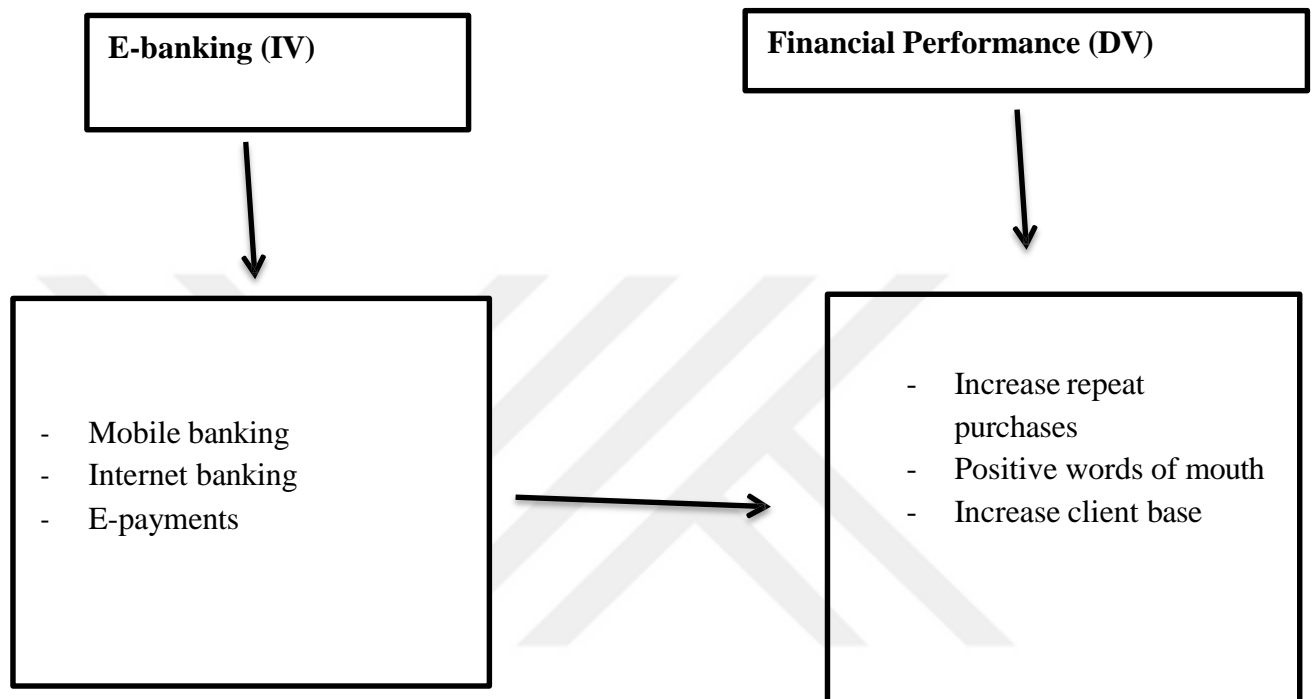 E-banking (IV)
Financial Performance (DV)
- Mobile banking
- Internet banking
- E-payments
- Increase repeat
purchases
- Positive words of mouth
- Increase client base